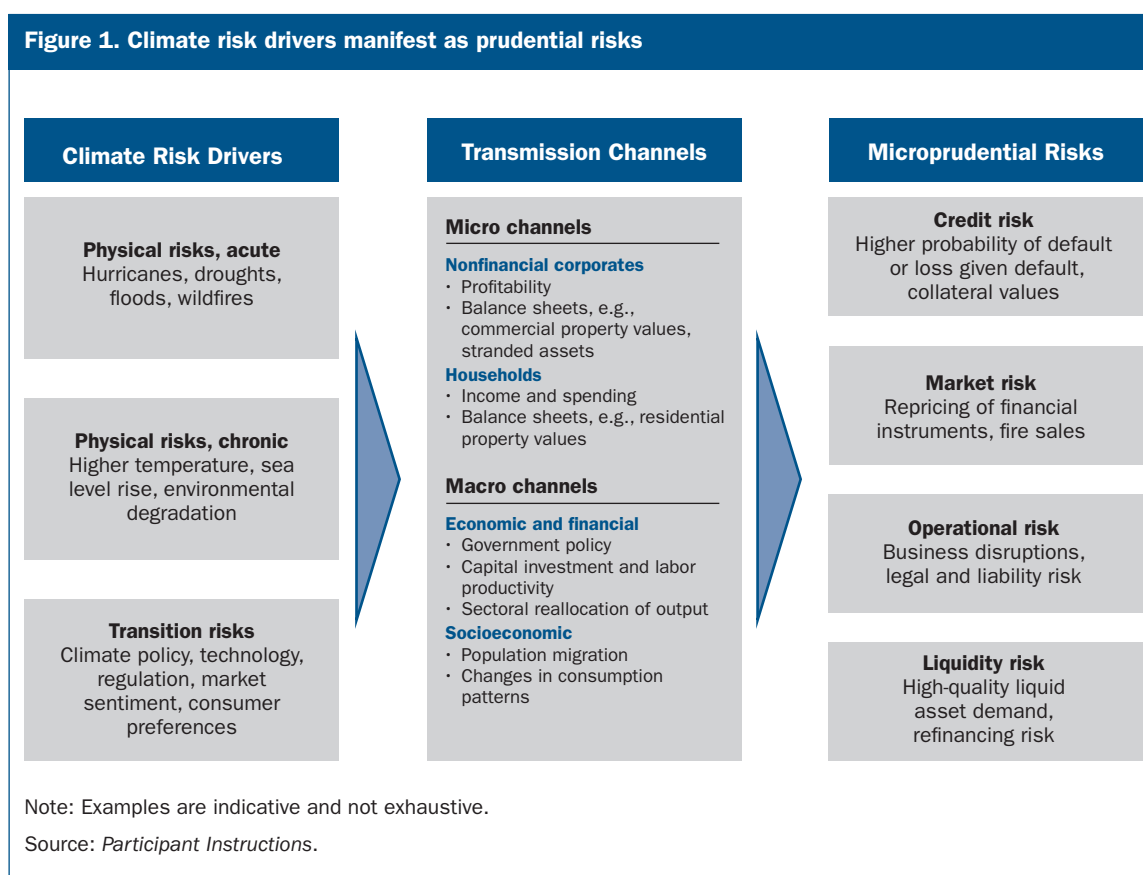 Figure 1. Climate risk drivers manifest as prudential risks
Climate Risk Drivers
Physical risks, acute
Hurricanes, droughts,
floods, wildfires
Physical risks, chronic
Higher temperature, sea
level rise, environmental
degradation
Transition risks
Climate policy, technology,
regulation, market
sentiment, consumer
preferences
Transmission Channels
Micro channels
Nonfinancial corporates
· Profitability
· Balance sheets, e.g.,
commercial property values,
stranded assets
Households
· Income and spending
· Balance sheets, e.g., residential
property values
Macro channels
Economic and financial
· Government policy
· Capital investment and labor
productivity
· Sectoral reallocation of output
Socioeconomic
· Population migration
· Changes in consumption
patterns
Microprudential Risks
Credit risk
Higher probability of default
or loss given default,
collateral values
Market risk
Repricing of financial
instruments, fire sales
Operational risk
Business disruptions,
legal and liability risk
Liquidity risk
High-quality liquid
asset demand,
refinancing risk
Note: Examples are indicative and not exhaustive.
Source: Participant Instructions.